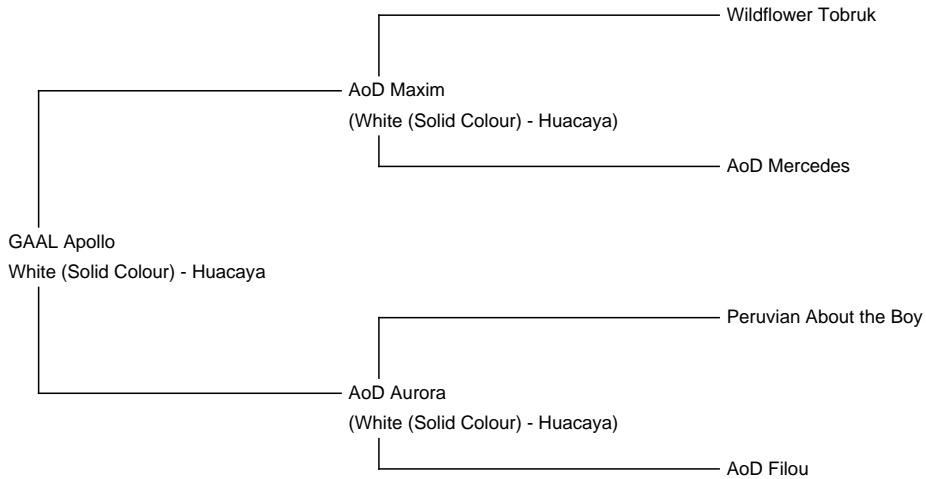 Wildflower Tobruk
AoD Maxim
(White (Solid Colour) - Huacaya)
AoD Mercedes
GAAL Apollo
White (Solid Colour) - Huacaya
Peruvian About the Boy
AoD Aurora
(White (Solid Colour) - Huacaya)
AoD Filou